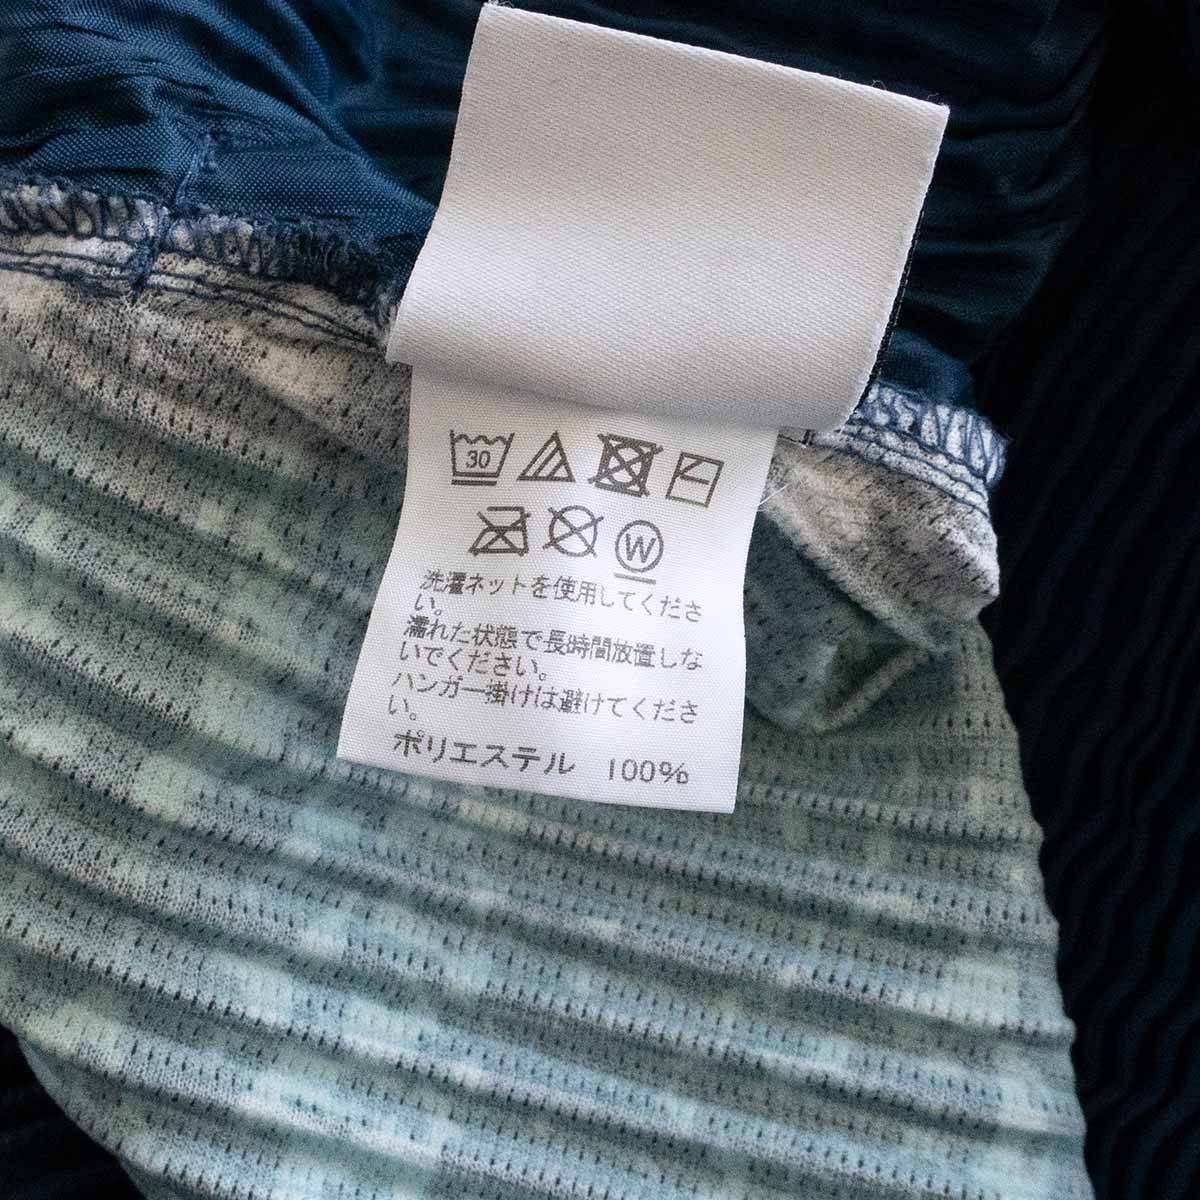 30
W
洗濯ネットを使用してくださ
い。
濡れた状態で長時間放置しな
いでください。
ハンガー掛けは避けてくださ
い。
ポリエステル 100%